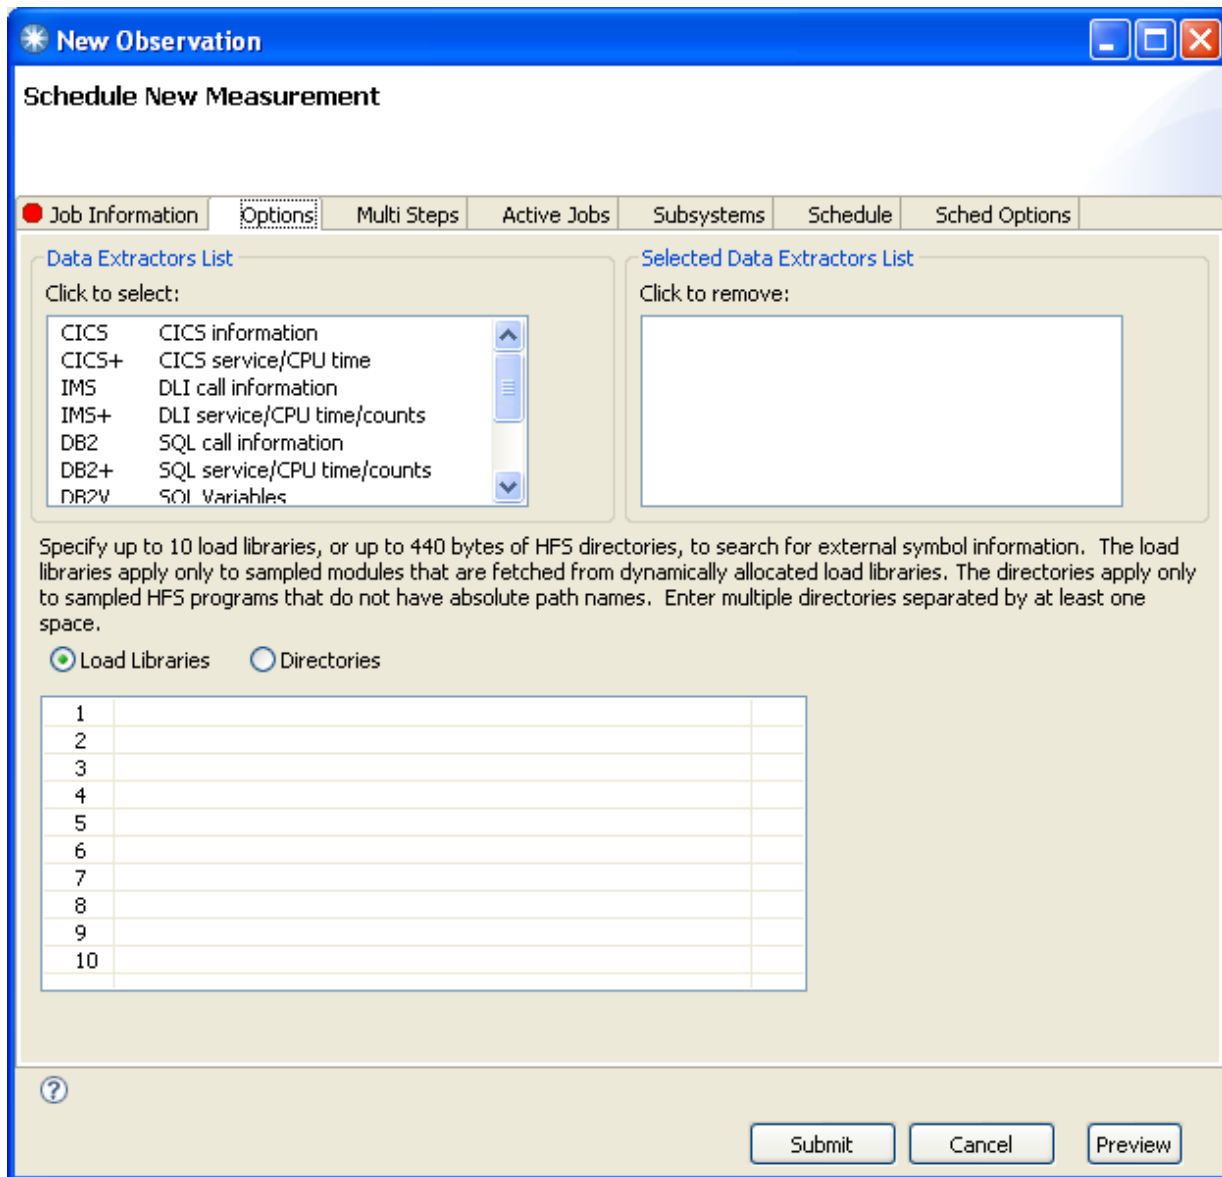 New Observation
Schedule New Measurement
Job Information Options Multi Steps Active Jobs Subsystems Schedule Sched Options
Data Extractors List
Click to select:
CICS CICS information
CICS+ CICS service/CPU time
IMS DLI call information
IMS+ DLI service/CPU time/counts
DB2 SQL call information
DB2+ SQL service/CPU time/counts
DB2V SQL Variables
Selected Data Extractors List
Click to remove:
Specify up to 10 load libraries, or up to 440 bytes of HFS directories, to search for external symbol information. The load
libraries apply only to sampled modules that are fetched from dynamically allocated load libraries. The directories apply only
to sampled HFS programs that do not have absolute path names. Enter multiple directories separated by at least one
space.
Load Libraries Directories
1
2
3
4
5
6
7
8
9
10
?
Submit Cancel Preview